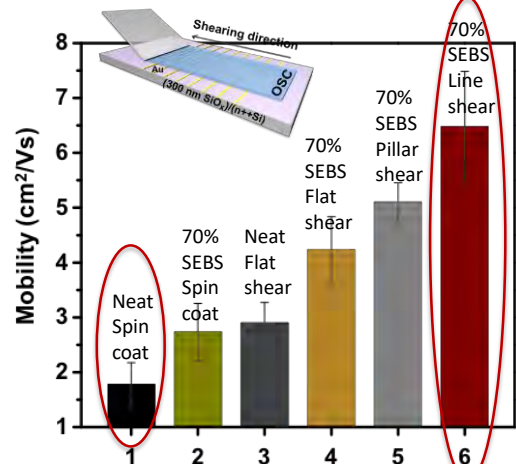 Shearing direction
Au
OSC
(300 nm SiOₓ)/(n++Si)
Mobility (cm²/Vs)
8
7
6
5
4
3
2
1
Neat
Spin
coat
70%
SEBS
Spin
coat
Neat
Flat
shear
70%
SEBS
Flat
shear
70%
SEBS
Pillar
shear
70%
SEBS
Line
shear
1 2 3 4 5 6